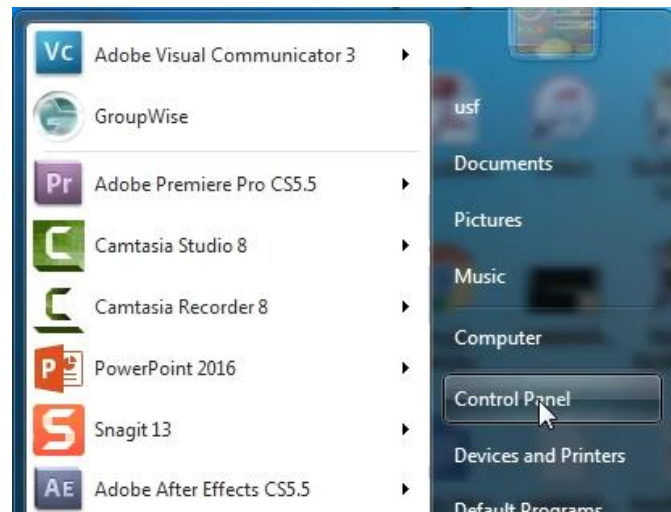 Vc
Adobe Visual Communicator 3
GroupWise
Pr
Adobe Premiere Pro CS5.5
Camtasia Studio 8
Camtasia Recorder 8
P
PowerPoint 2016
Snagit 13
AE
Adobe After Effects CS5.5
usf
Documents
Pictures
Music
Computer
Control Panel
Devices and Printers
Default Programs